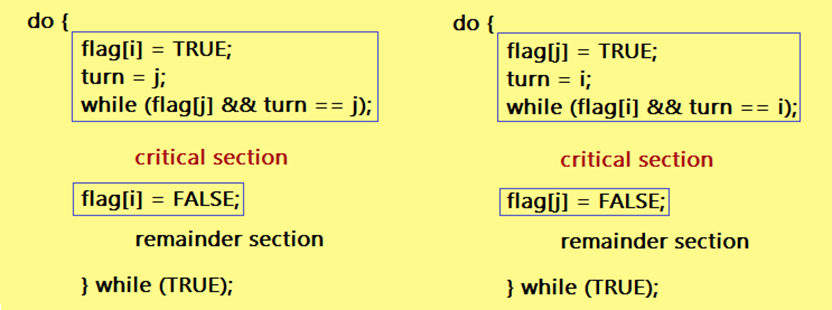 do {
flag[i] = TRUE;
turn = j;
while (flag[j] && turn == j);
critical section
flag[i] = FALSE;
remainder section
} while (TRUE);
do {
flag[j] = TRUE;
turn = i;
while (flag[i] && turn == i);
critical section
flag[j] = FALSE;
remainder section
} while (TRUE);